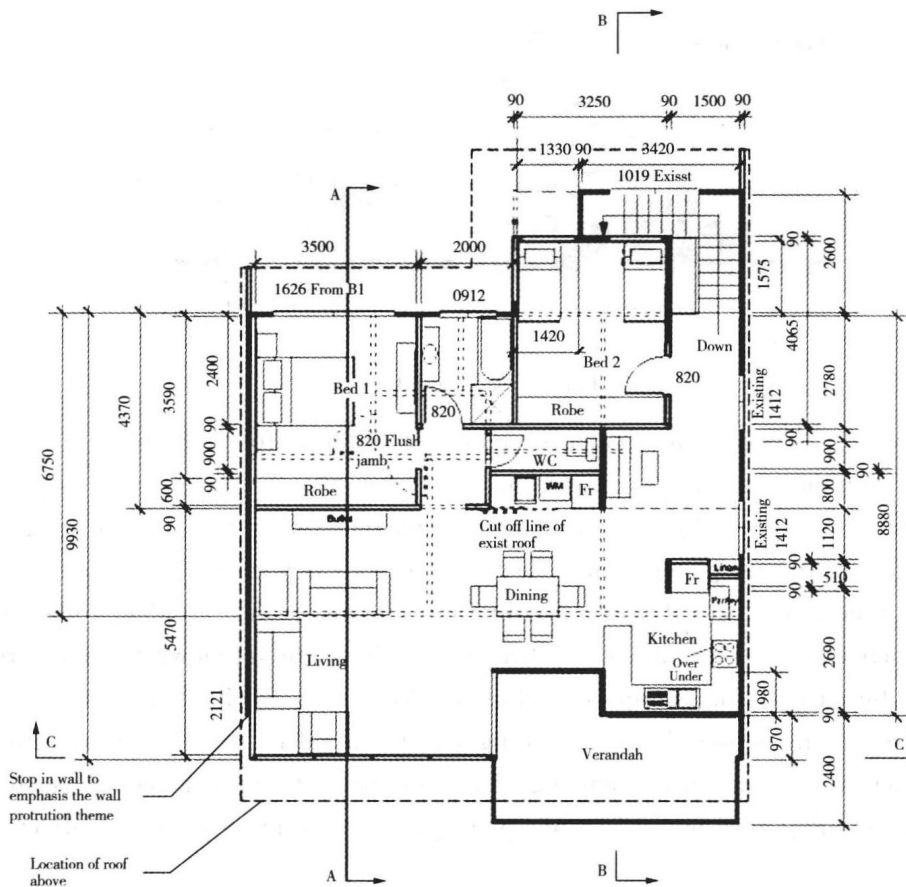 B
90 3250 90 1500 90
1330 90 3420
1019 Exisst
A
3500 2000
1626 From B1
0912
90
1575
2600
4065
Down
1420
Bed 2
820
Bed 1
820
Robe
2400
3590
4370
6750
9930
90
900
90
600
90
820 Flush
jamb
WC
WM
Fr
Robe
Existing
1412
2780
90
900
90
800
8880
Existing
1412
1120
Cut off line of
exist roof
90
510
90
Fr
Linen
Pantry
Dining
Kitchen
Over
Under
2690
980
5470
Living
2121
90
970
2400
Verandah
C
C
Stop in wall to
emphasis the wall
protrution theme
Location of roof
above
A
B